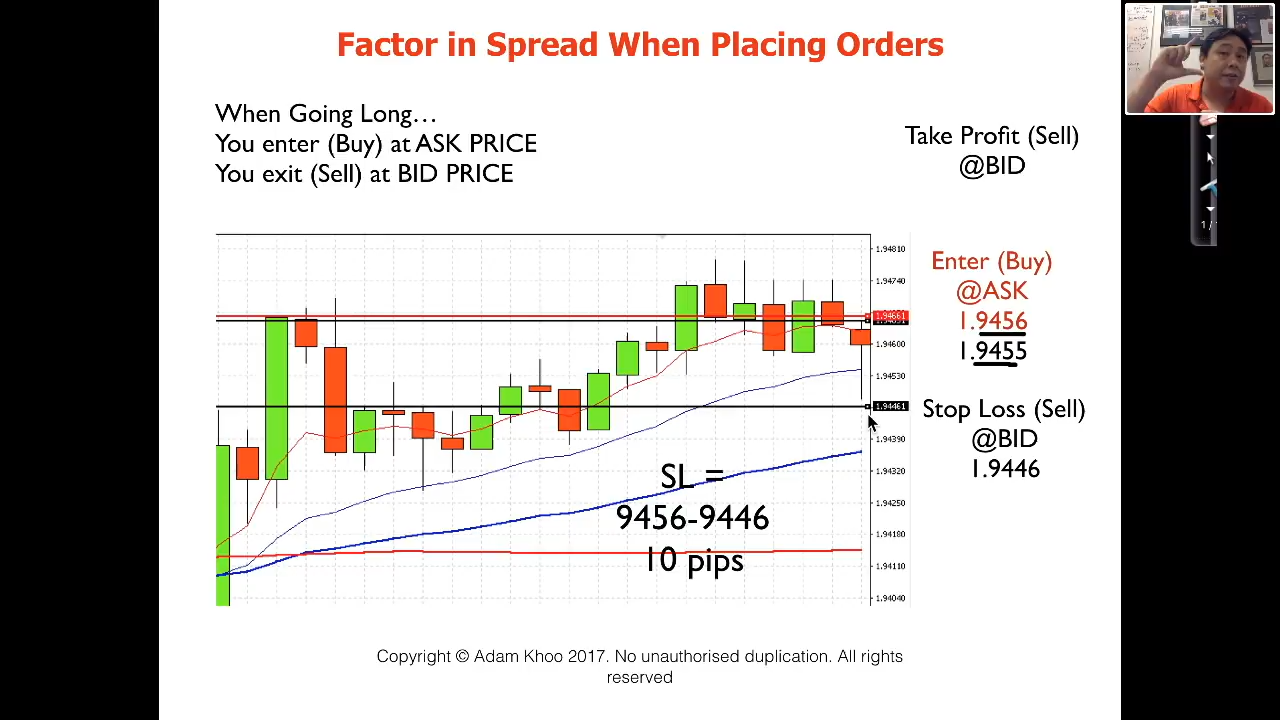 Factor in Spread When Placing Orders
When Going Long…
You enter (Buy) at ASK PRICE
You exit (Sell) at BID PRICE
Take Profit (Sell)
@BID
Enter (Buy)
@ASK
1.9456
1.9455
Stop Loss (Sell)
@BID
1.9446
1.94810
1.94740
1.94661
1.94600
1.94530
1.94461
1.94390
1.94320
1.94250
1.94180
1.94110
1.94040
SL =
9456-9446
10 pips
Copyright © Adam Khoo 2017. No unauthorised duplication. All rights
reserved